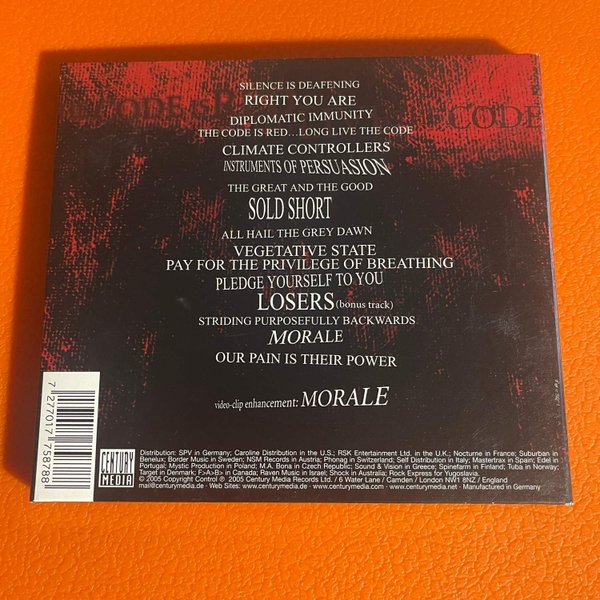 CODE IS R
CODE
SILENCE IS DEAFENING
RIGHT YOU ARE
DIPLOMATIC IMMUNITY
THE CODE IS RED...LONG LIVE THE CODE
CLIMATE CONTROLLERS
INSTRUMENTS OF PERSUASION
THE GREAT AND THE GOOD
SOLD SHORT
ALL HAIL THE GREY DAWN
VEGETATIVE STATE
PAY FOR THE PRIVILEGE OF BREATHING
PLEDGE YOURSELF TO YOU
LOSERS (bonus track)
STRIDING PURPOSEFULLY BACKWARDS
MORALE
OUR PAIN IS THEIR POWER
video-clip enhancement: MORALE
7 277017 758788
CENTURY
MEDIA
Distribution: SPV in Germany; Caroline Distribution in the U.S.; RSK Entertainment Ltd. in the U.K.; Nocturne in France; Suburban in
Benelux; Border Music in Sweden; NSM Records in Austria; Phonag in Switzerland; Self Distribution in Italy; Mastertrax in Spain; Edel in
Portugal; Mystic Production in Poland; M.A. Bona in Czech Republic; Sound & Vision in Greece; Spinefarm in Finland; Tuba in Norway;
Target in Denmark; F>A>B> in Canada; Raven Music in Israel; Shock in Australia; Rock Express for Yugoslavia.
© 2005 Copyright Control ℗ 2005 Century Media Records Ltd. / 6 Water Lane / Camden / London NW1 8NZ / England
mail@centurymedia.de · Web Sites: www.centurymedia.de · www.centurymedia.com · www.centurymedia.net · Manufactured in Germany